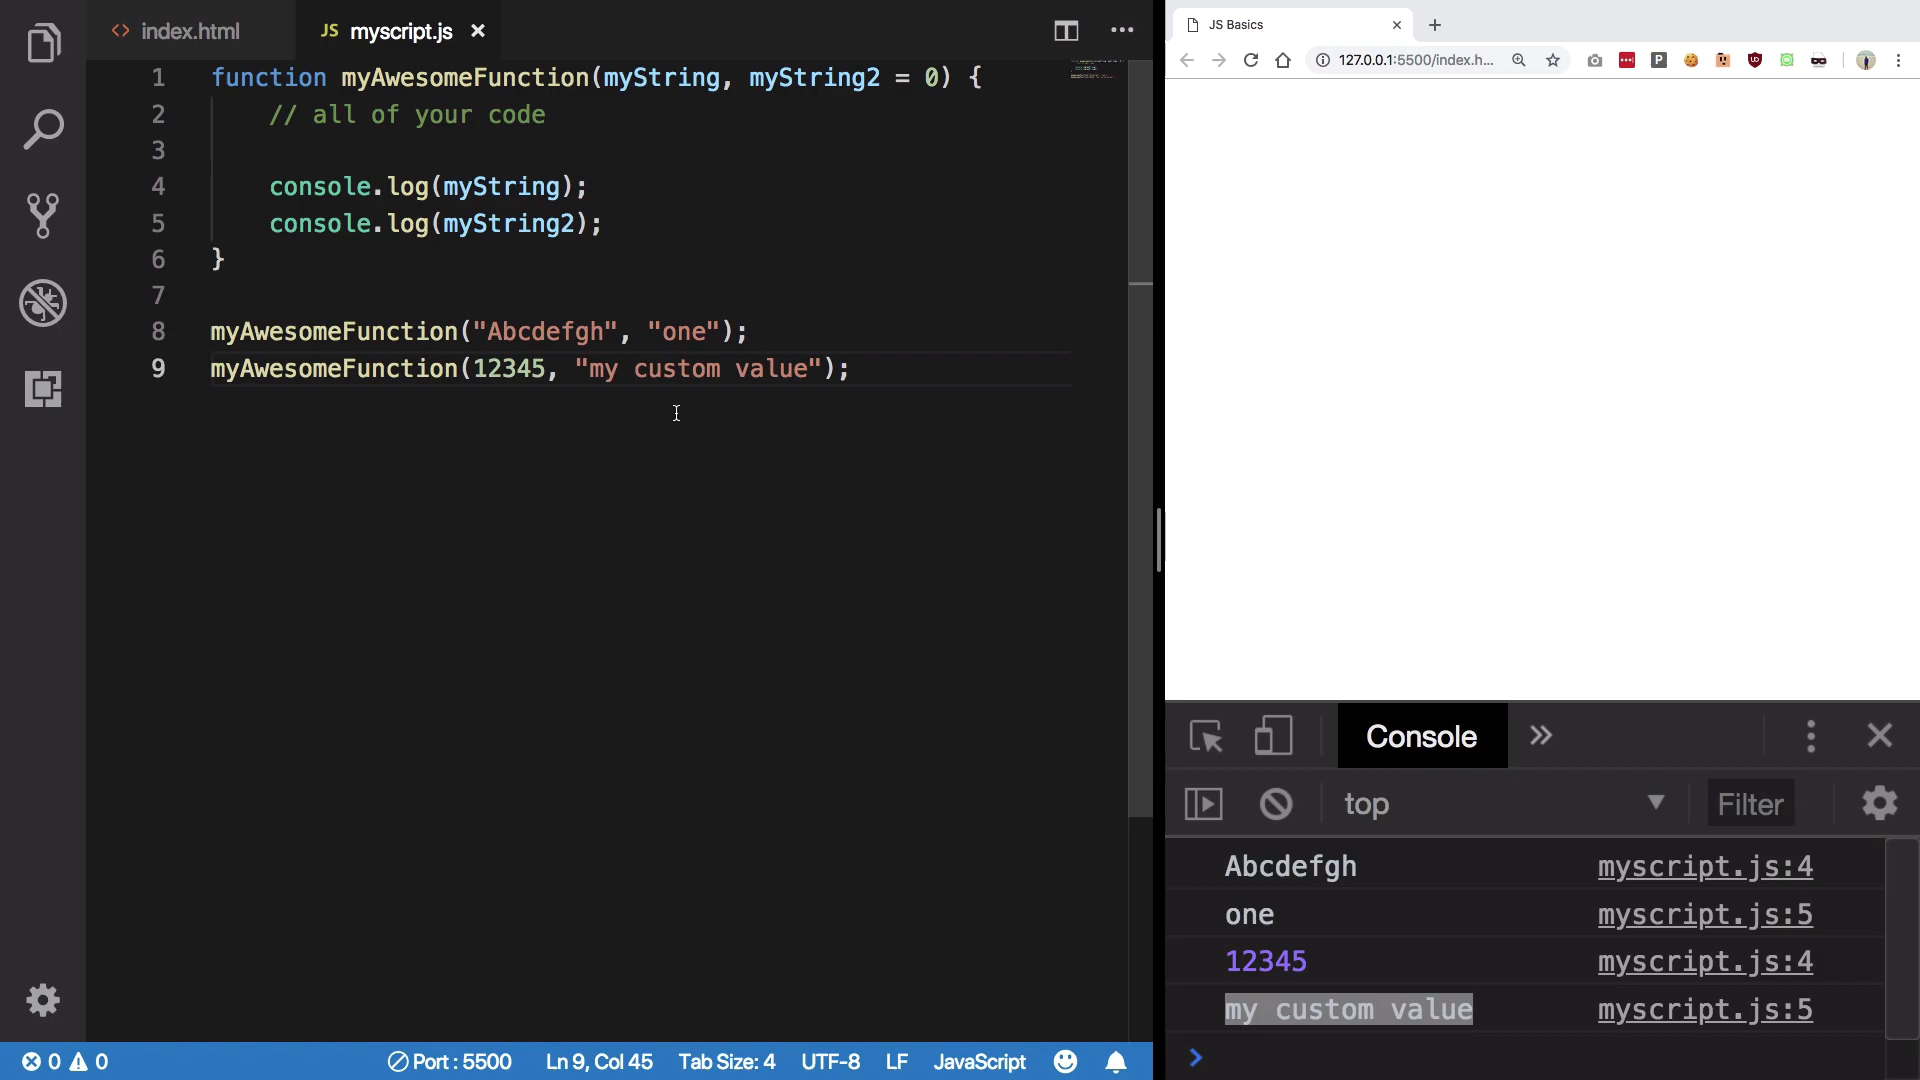 index.html
JS myscript.js
1 function myAwesomeFunction(myString, myString2 = 0) {
2 // all of your code
3
4 console.log(myString);
5 console.log(myString2);
6 }
7
8 myAwesomeFunction("Abcdefgh", "one");
9 myAwesomeFunction(12345, "my custom value");
0 0 Port : 5500 Ln 9, Col 45 Tab Size: 4 UTF-8 LF JavaScript
JS Basics
127.0.0.1:5500/index.h...
Console
top Filter
Abcdefgh myscript.js:4
one myscript.js:5
12345 myscript.js:4
my custom value myscript.js:5